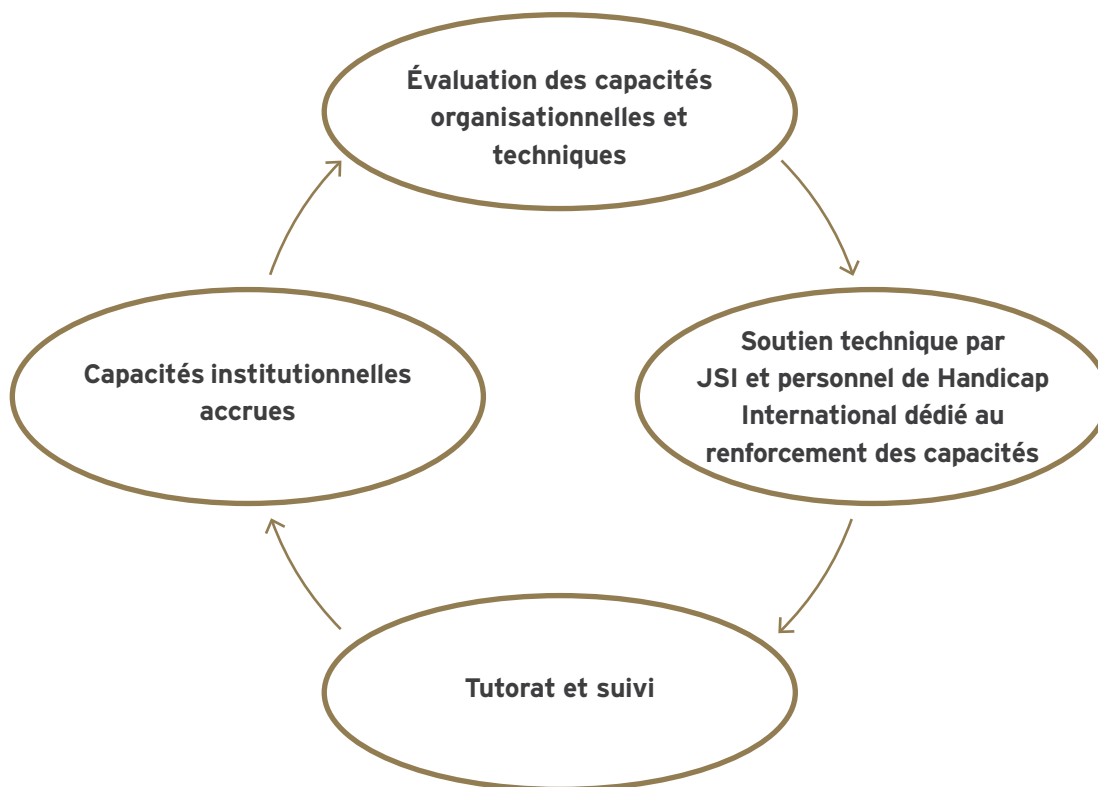 Évaluation des capacités
organisationnelles et
techniques
Soutien technique par
JSI et personnel de Handicap
International dédié au
renforcement des capacités
Tutorat et suivi
Capacités institutionnelles
accrues